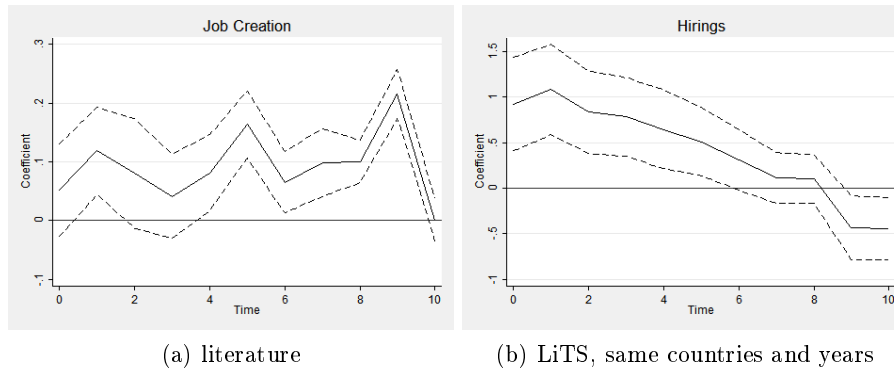 Job Creation
Coefficient
.3
.2
.1
0
-.1
0 2 4 6 8 10
Time
(a) literature
Hirings
Coefficient
1.5
1
.5
0
-.5
-1
0 2 4 6 8 10
Time
(b) LiTS, same countries and years